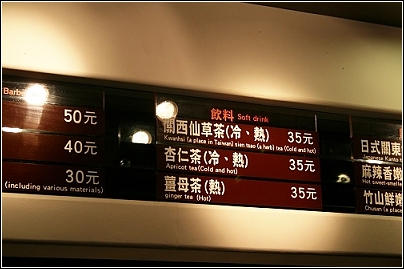 Barb
50元
40元
30元
(including various materials)
飲料 Soft drink
關西仙草茶(冷、熱) 35元
Kwanhsi (a place in Taiwan) sien tsao (a herb) tea (Cold and hot)
杏仁茶(冷、熱) 35元
Apricot tea(Cold and hot)
薑母茶(熱) 35元
ginger tea (Hot)
日式關東
Japanese Kanto
麻辣香嫩
Hot sweet-smelle
竹山鮮嫩
Chusan (a place